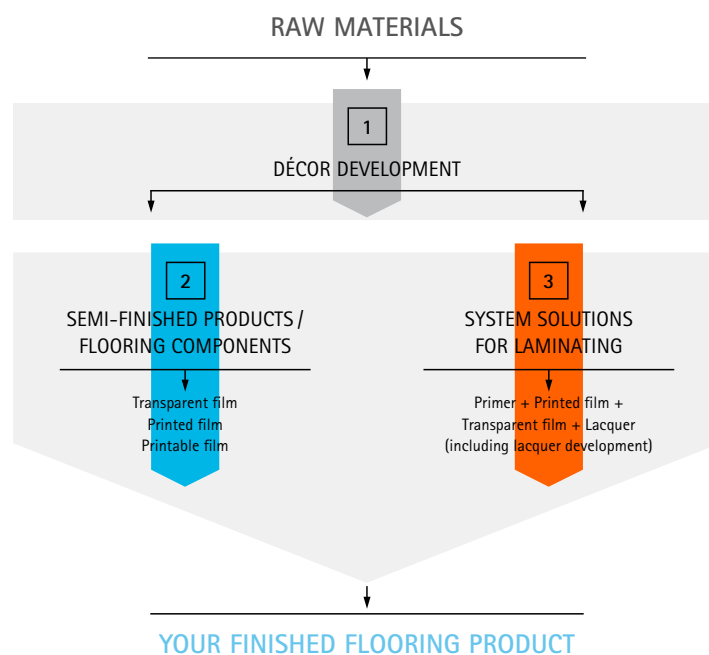 RAW MATERIALS
1
DÉCOR DEVELOPMENT
2
SEMI-FINISHED PRODUCTS /
FLOORING COMPONENTS
Transparent film
Printed film
Printable film
3
SYSTEM SOLUTIONS
FOR LAMINATING
Primer + Printed film +
Transparent film + Lacquer
(including lacquer development)
YOUR FINISHED FLOORING PRODUCT